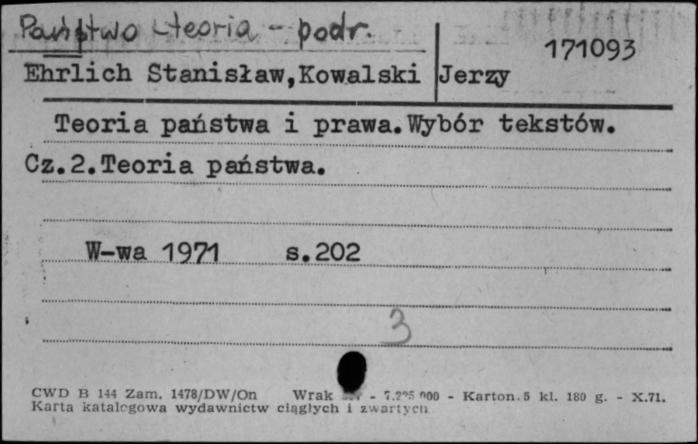 Państwo - teoria - podr.
171093
Ehrlich Stanisław,Kowalski Jerzy
Teoria państwa i prawa.Wybór tekstów.
Cz.2.Teoria państwa.
W-wa 1971 s.202
3
CWD B 144 Zam. 1478/DW/On Wrak - 000 - Karton 5 kl. 180 g. - X.71.
Karta katalogowa wydawnictw ciągłych i zwartych